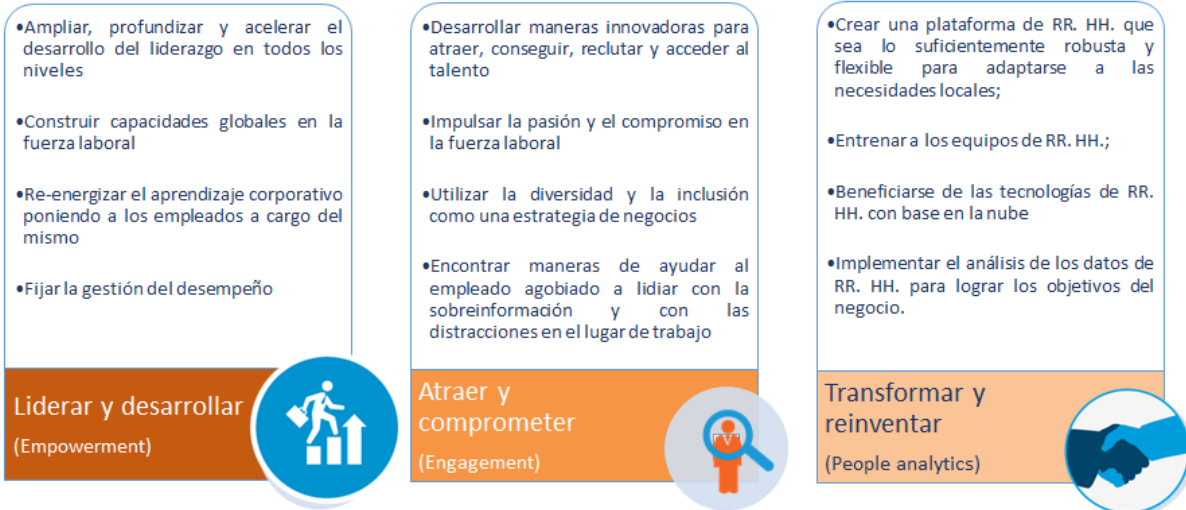 •Ampliar, profundizar y acelerar el
desarrollo del liderazgo en todos los
niveles
•Construir capacidades globales en la
fuerza laboral
•Re-energizar el aprendizaje corporativo
poniendo a los empleados a cargo del
mismo
•Fijar la gestión del desempeño
Liderar y desarrollar
(Empowerment)
•Desarrollar maneras innovadoras para
atraer, conseguir, reclutar y acceder al
talento
•Impulsar la pasión y el compromiso en
la fuerza laboral
•Utilizar la diversidad y la inclusión
como una estrategia de negocios
•Encontrar maneras de ayudar al
empleado agobiado a lidiar con la
sobreinformación y con las
distracciones en el lugar de trabajo
Atraer y
comprometer
(Engagement)
•Crear una plataforma de RR. HH. que
sea lo suficientemente robusta y
flexible para adaptarse a las
necesidades locales;
•Entrenar a los equipos de RR. HH.;
•Beneficiarse de las tecnologías de RR.
HH. con base en la nube
•Implementar el análisis de los datos de
RR. HH. para lograr los objetivos del
negocio.
Transformar y
reinventar
(People analytics)